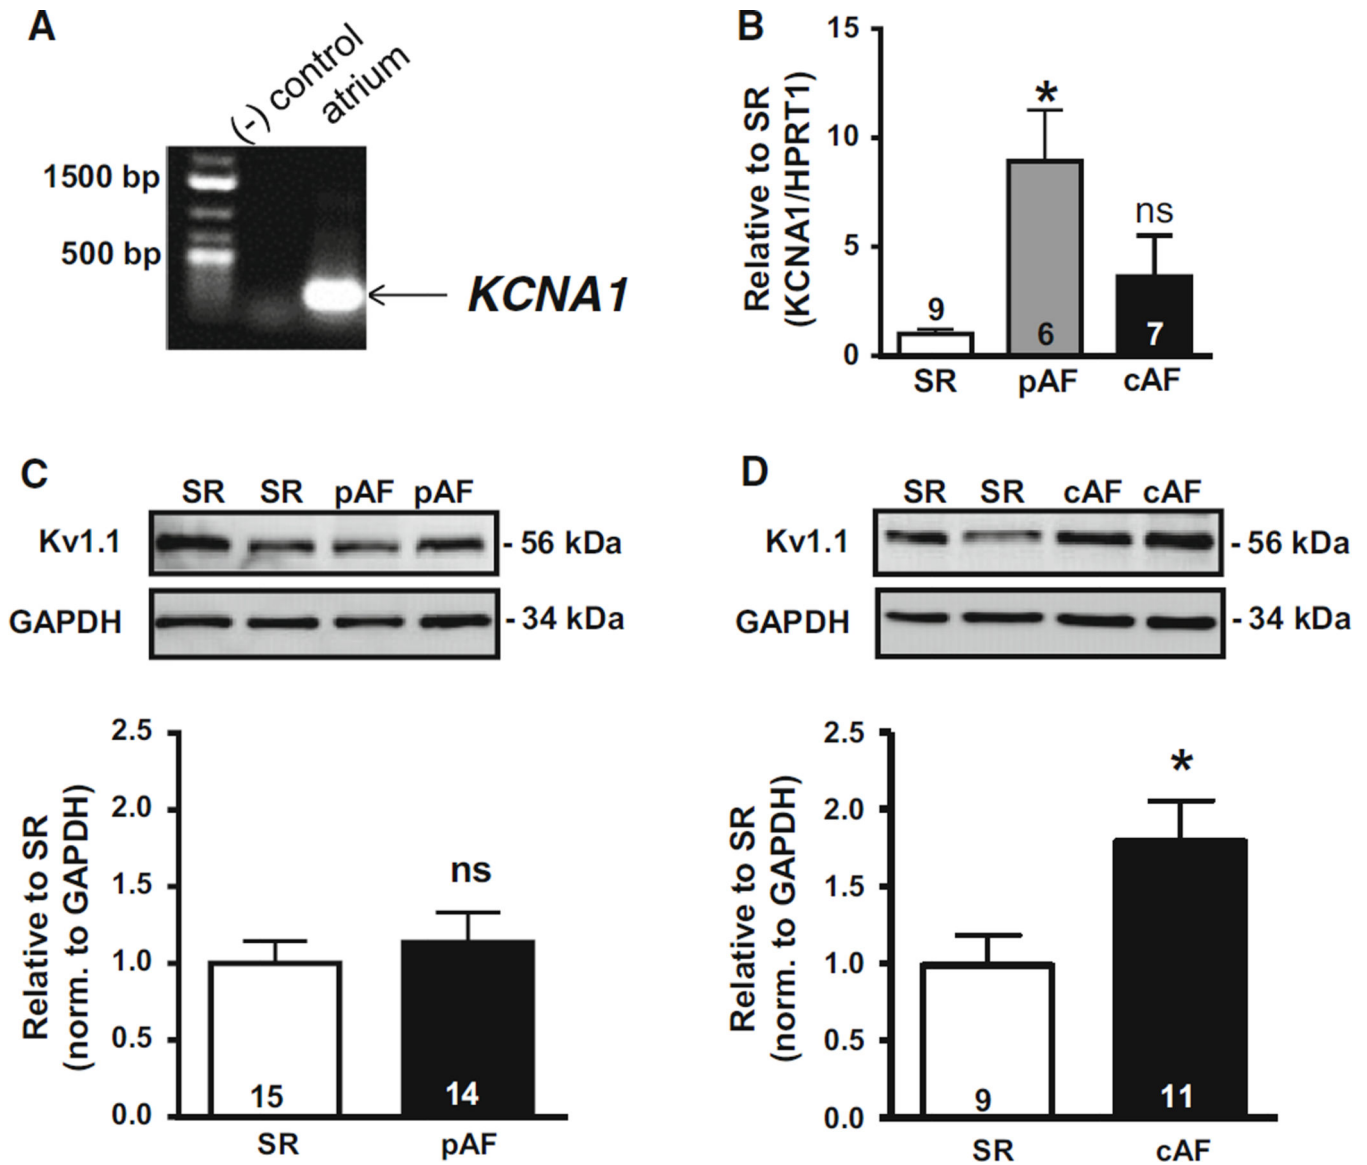 A
(-) control
atrium
1500 bp
500 bp
KCNA1
B
Relative to SR
(KCNA1/HPRT1)
15
10
5
0
*
ns
9
6
7
SR
pAF
cAF
C
SR SR pAF pAF
Kv1.1
- 56 kDa
GAPDH
- 34 kDa
Relative to SR
(norm. to GAPDH)
2.5
2.0
1.5
1.0
0.5
0.0
ns
15
14
SR
pAF
D
SR SR cAF cAF
Kv1.1
- 56 kDa
GAPDH
- 34 kDa
Relative to SR
(norm. to GAPDH)
2.5
2.0
1.5
1.0
0.5
0.0
*
9
11
SR
cAF